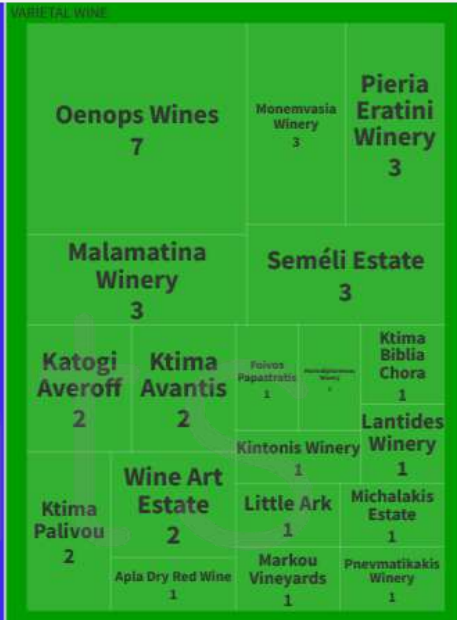 VARIETAL WINE
Oenops Wines
7
Monemvasia
Winery
3
Pieria
Eratini
Winery
3
Malamatina
Winery
3
Seméli Estate
3
Katogi
Averoff
2
Ktima
Avantis
2
Foivos
Papastratis
1
Winery
1
Ktima
Biblia
Chora
1
Kintonis Winery
1
Lantides
Winery
1
Ktima
Palivou
2
Wine Art
Estate
2
Little Ark
1
Michalakis
Estate
1
Apla Dry Red Wine
1
Markou
Vineyards
1
Pnevmatikakis
Winery
1